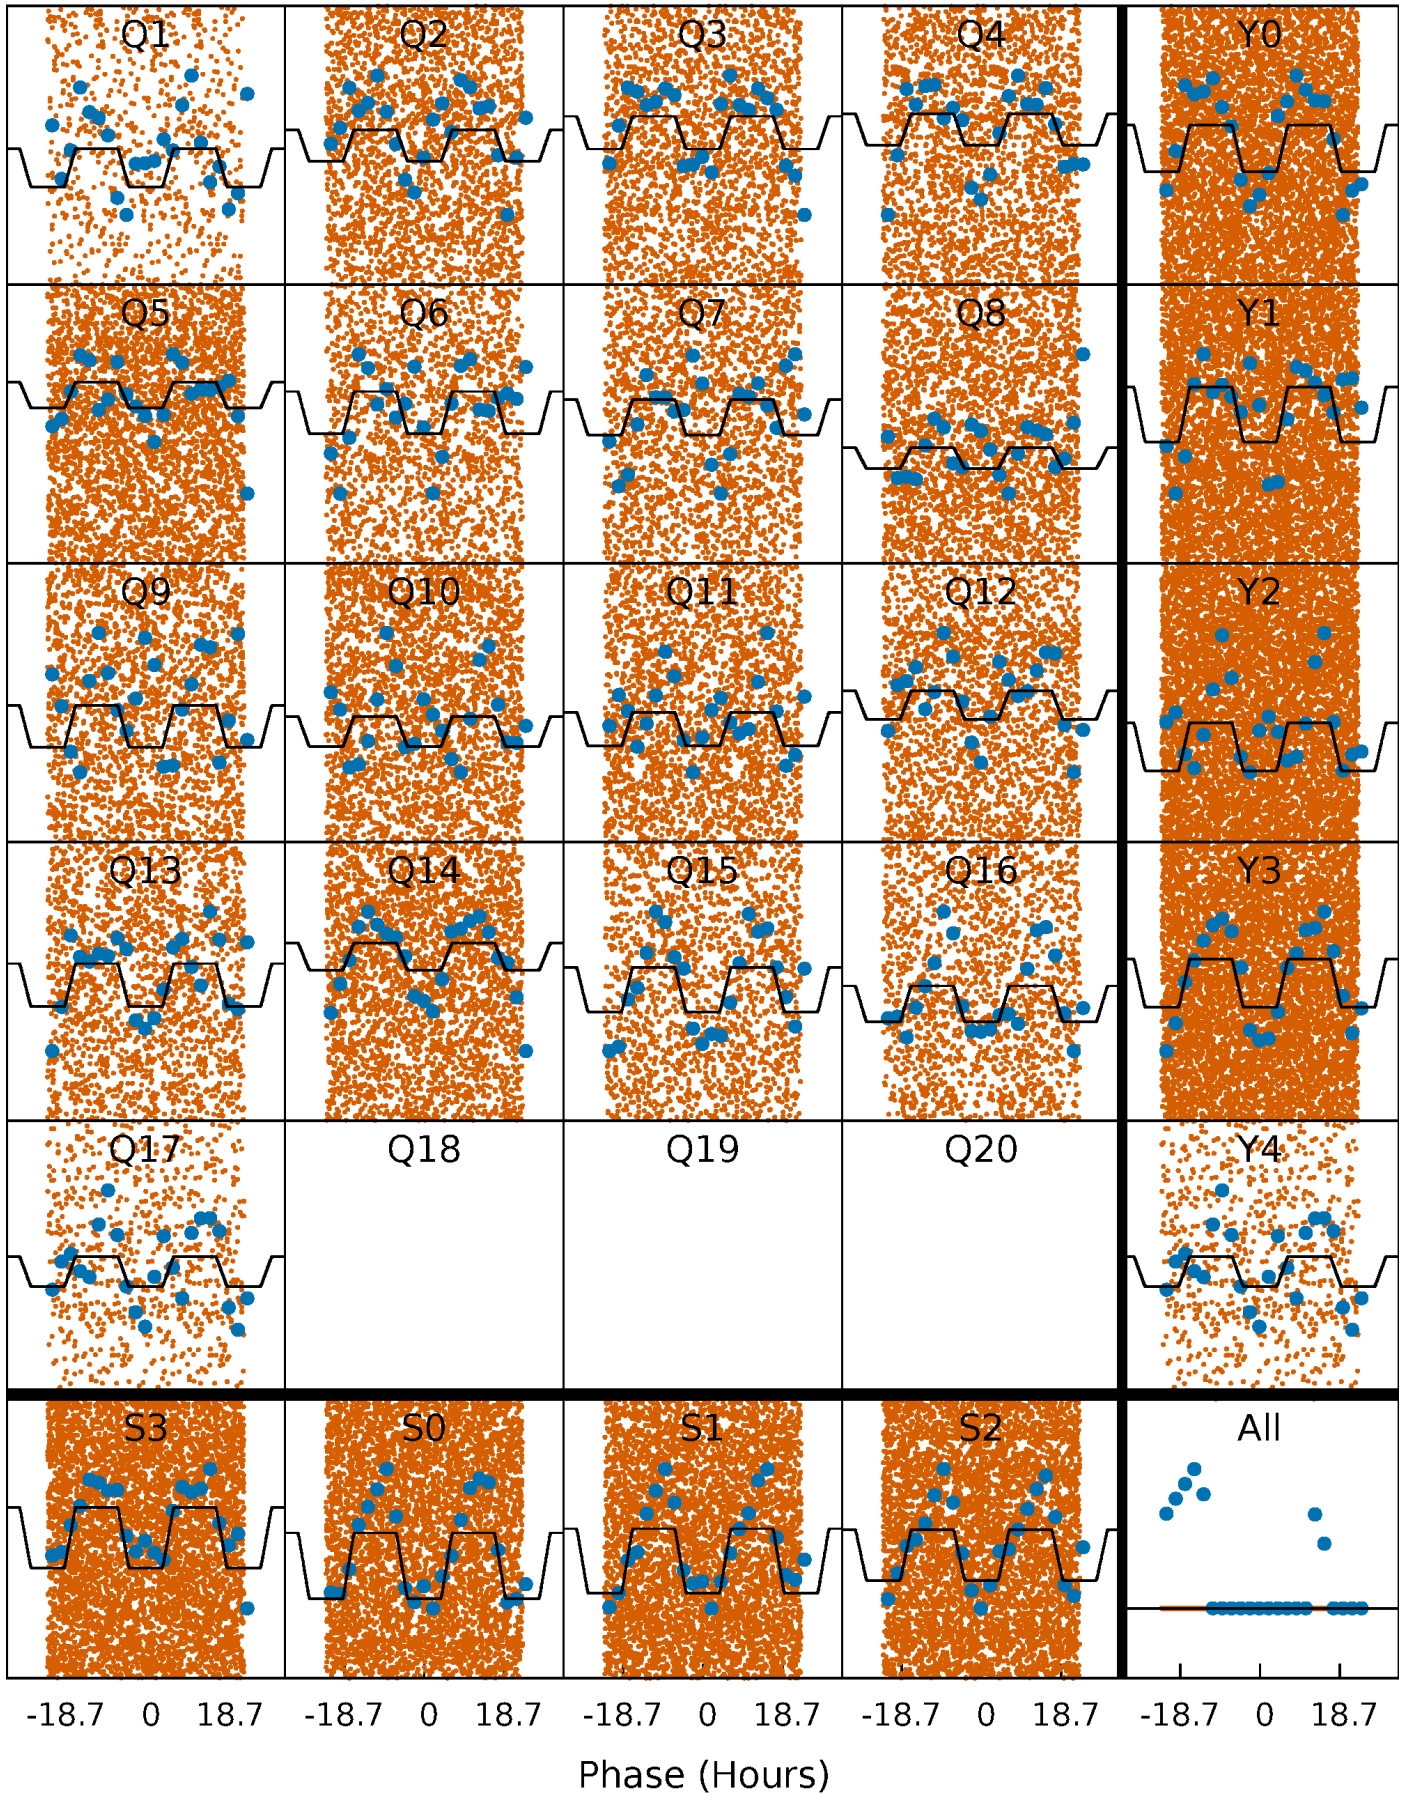 Q1 Q2 Q3 Q4 Y0
Q5 Q6 Q7 Q8 Y1
Q9 Q10 Q11 Q12 Y2
Q13 Q14 Q15 Q16 Y3
Q17 Q18 Q19 Q20 Y4
S3 S0 S1 S2 All
-18.7 0 18.7 -18.7 0 18.7 -18.7 0 18.7 -18.7 0 18.7 -18.7 0 18.7
Phase (Hours)